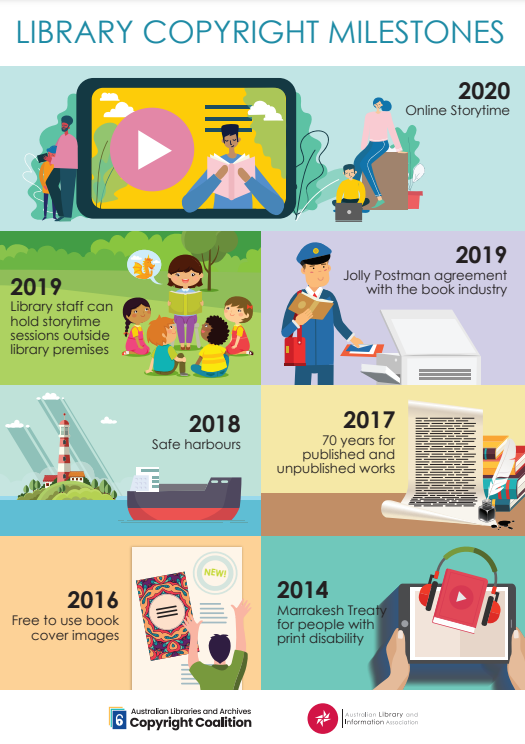 LIBRARY COPYRIGHT MILESTONES
2020
Online Storytime
2019
Library staff can
hold storytime
sessions outside
library premises
2019
Jolly Postman agreement
with the book industry
2018
Safe harbours
2017
70 years for
published and
unpublished works
2016
Free to use book
cover images
NEW!
2014
Marrakesh Treaty
for people with
print disability
6
Australian Libraries and Archives
Copyright Coalition
Australian Library and
Information Association